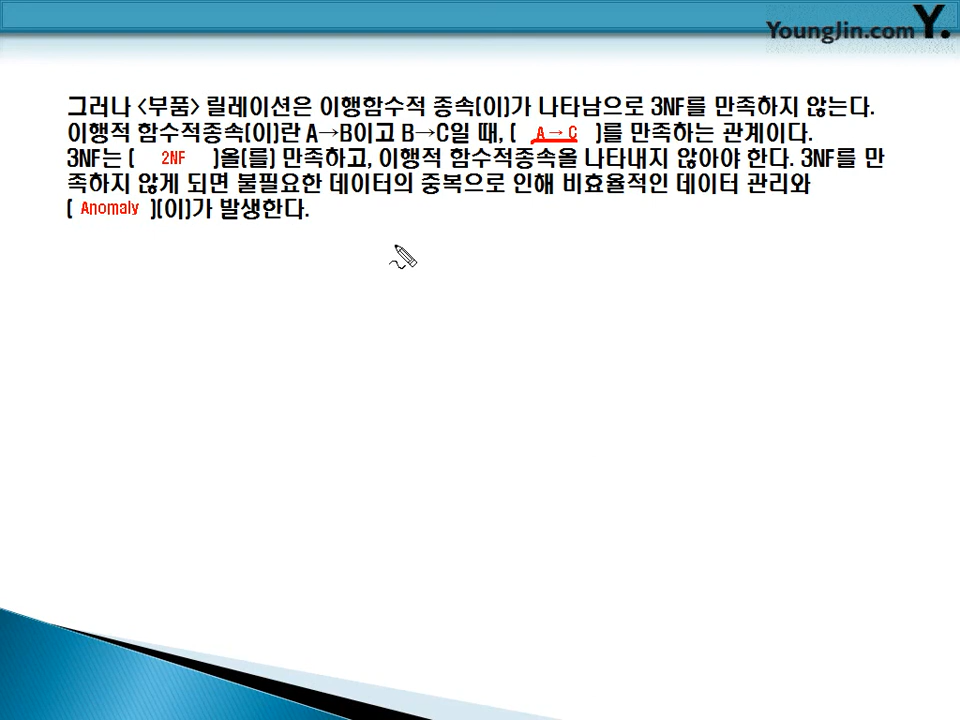 YoungJin.com Y.
그러나 <부품> 릴레이션은 이행함수적 종속(이)가 나타남으로 3NF를 만족하지 않는다.
이행적 함수적종속(이)란 A→B이고 B→C일 때, ( A→C )를 만족하는 관계이다.
3NF는 ( 2NF )을(를) 만족하고, 이행적 함수적종속을 나타내지 않아야 한다. 3NF를 만
족하지 않게 되면 불필요한 데이터의 중복으로 인해 비효율적인 데이터 관리와
( Anomaly )(이)가 발생한다.